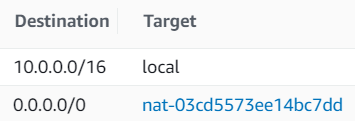 Destination Target
10.0.0.0/16 local
0.0.0.0/0 nat-03cd5573ee14bc7dd